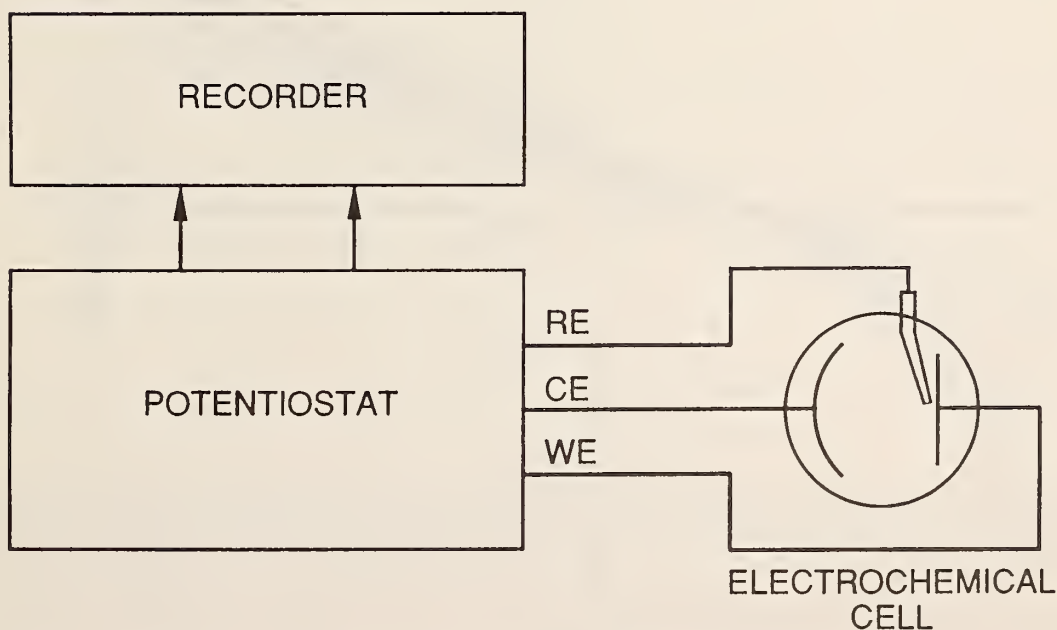 RECORDER
POTENTIOSTAT
RE
CE
WE
ELECTROCHEMICAL
CELL